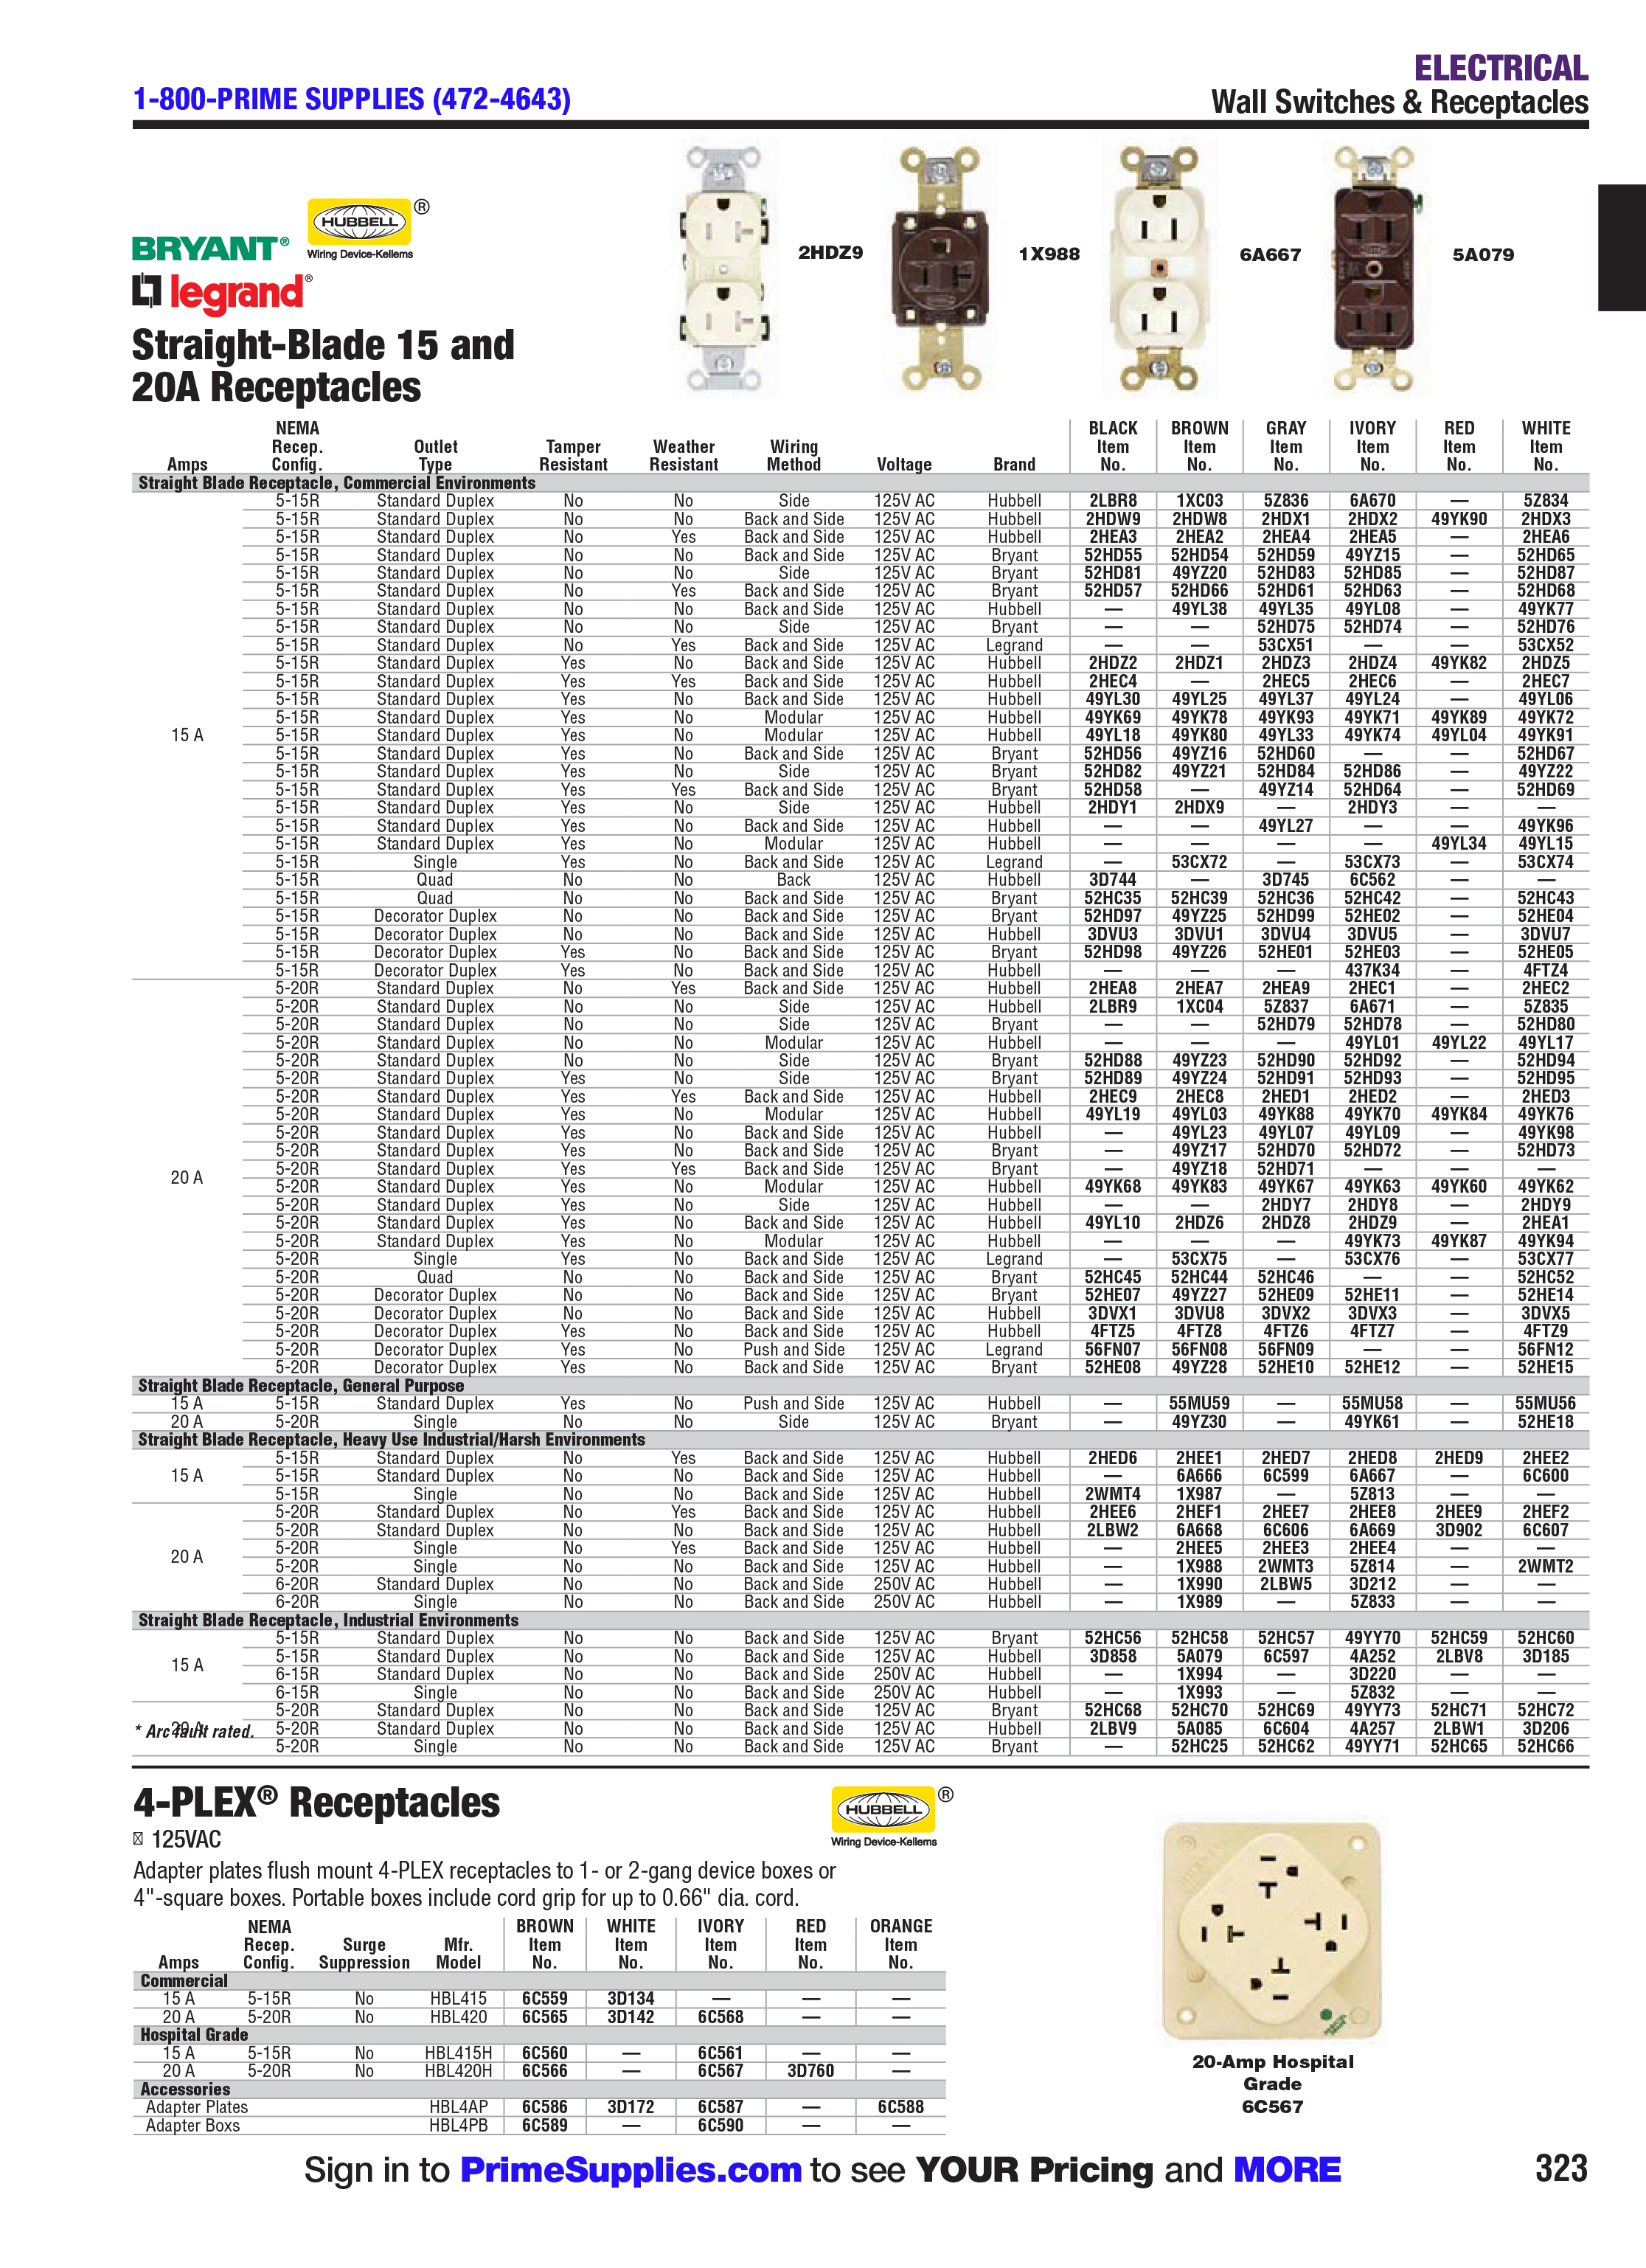 ELECTRICAL
1-800-PRIME SUPPLIES (472-4643) Wall Switches & Receptacles
HUBBELL ®
Wiring Device-Kellems
BRYANT®
legrand®
2HDZ9 1X988 6A667 5A079
Straight-Blade 15 and
20A Receptacles
Amps NEMA Recep. Config. Outlet Type Tamper Resistant Weather Resistant Wiring Method Voltage Brand BLACK Item No. BROWN Item No. GRAY Item No. IVORY Item No. RED Item No. WHITE Item No.
Straight Blade Receptacle, Commercial Environments
15 A
5-15R Standard Duplex No No Side 125V AC Hubbell 2LBR8 1XC03 5Z836 6A670 — 5Z834
5-15R Standard Duplex No No Back and Side 125V AC Hubbell 2HDW9 2HDW8 2HDX1 2HDX2 49YK90 2HDX3
5-15R Standard Duplex No Yes Back and Side 125V AC Hubbell 2HEA3 2HEA2 2HEA4 2HEA5 — 2HEA6
5-15R Standard Duplex No No Back and Side 125V AC Bryant 52HD55 52HD54 52HD59 49YZ15 — 52HD65
5-15R Standard Duplex No No Side 125V AC Bryant 52HD81 49YZ20 52HD83 52HD85 — 52HD87
5-15R Standard Duplex No Yes Back and Side 125V AC Bryant 52HD57 52HD66 52HD61 52HD63 — 52HD68
5-15R Standard Duplex No No Back and Side 125V AC Hubbell — 49YL38 49YL35 49YL08 — 49YK77
5-15R Standard Duplex No No Side 125V AC Bryant — — 52HD75 52HD74 — 52HD76
5-15R Standard Duplex No Yes Back and Side 125V AC Legrand — — 53CX51 — — 53CX52
5-15R Standard Duplex Yes No Back and Side 125V AC Hubbell 2HDZ2 2HDZ1 2HDZ3 2HDZ4 49YK82 2HDZ5
5-15R Standard Duplex Yes Yes Back and Side 125V AC Hubbell 2HEC4 — 2HEC5 2HEC6 — 2HEC7
5-15R Standard Duplex Yes No Back and Side 125V AC Hubbell 49YL30 49YL25 49YL37 49YL24 — 49YL06
5-15R Standard Duplex Yes No Modular 125V AC Hubbell 49YK69 49YK78 49YK93 49YK71 49YK89 49YK72
5-15R Standard Duplex Yes No Modular 125V AC Hubbell 49YL18 49YK80 49YL33 49YK74 49YL04 49YK91
5-15R Standard Duplex Yes No Back and Side 125V AC Bryant 52HD56 49YZ16 52HD60 — — 52HD67
5-15R Standard Duplex Yes No Side 125V AC Bryant 52HD82 49YZ21 52HD84 52HD86 — 49YZ22
5-15R Standard Duplex Yes Yes Back and Side 125V AC Bryant 52HD58 — 49YZ14 52HD64 — 52HD69
5-15R Standard Duplex Yes No Side 125V AC Hubbell 2HDY1 2HDX9 — 2HDY3 — —
5-15R Standard Duplex Yes No Back and Side 125V AC Hubbell — — 49YL27 — — 49YK96
5-15R Standard Duplex Yes No Modular 125V AC Hubbell — — — — 49YL34 49YL15
5-15R Single Yes No Back and Side 125V AC Legrand — 53CX72 — 53CX73 — 53CX74
5-15R Quad No No Back 125V AC Hubbell 3D744 — 3D745 6C562 — —
5-15R Quad No No Back and Side 125V AC Bryant 52HC35 52HC39 52HC36 52HC42 — 52HC43
5-15R Decorator Duplex No No Back and Side 125V AC Bryant 52HD97 49YZ25 52HD99 52HE02 — 52HE04
5-15R Decorator Duplex No No Back and Side 125V AC Hubbell 3DVU3 3DVU1 3DVU4 3DVU5 — 3DVU7
5-15R Decorator Duplex Yes No Back and Side 125V AC Bryant 52HD98 49YZ26 52HE01 52HE03 — 52HE05
5-15R Decorator Duplex Yes No Back and Side 125V AC Hubbell — — — 437K34 — 4FTZ4
20 A
5-20R Standard Duplex No Yes Back and Side 125V AC Hubbell 2HEA8 2HEA7 2HEA9 2HEC1 — 2HEC2
5-20R Standard Duplex No No Side 125V AC Hubbell 2LBR9 1XC04 5Z837 6A671 — 5Z835
5-20R Standard Duplex No No Side 125V AC Bryant — — 52HD79 52HD78 — 52HD80
5-20R Standard Duplex No No Modular 125V AC Hubbell — — — 49YL01 49YL22 49YL17
5-20R Standard Duplex No No Side 125V AC Bryant 52HD88 49YZ23 52HD90 52HD92 — 52HD94
5-20R Standard Duplex Yes No Side 125V AC Bryant 52HD89 49YZ24 52HD91 52HD93 — 52HD95
5-20R Standard Duplex Yes Yes Back and Side 125V AC Hubbell 2HEC9 2HEC8 2HED1 2HED2 — 2HED3
5-20R Standard Duplex Yes No Modular 125V AC Hubbell 49YL19 49YL03 49YK88 49YK70 49YK84 49YK76
5-20R Standard Duplex Yes No Back and Side 125V AC Hubbell — 49YL23 49YL07 49YL09 — 49YK98
5-20R Standard Duplex Yes No Back and Side 125V AC Bryant — 49YZ17 52HD70 52HD72 — 52HD73
5-20R Standard Duplex Yes Yes Back and Side 125V AC Bryant — 49YZ18 52HD71 — — —
5-20R Standard Duplex Yes No Modular 125V AC Hubbell 49YK68 49YK83 49YK67 49YK63 49YK60 49YK62
5-20R Standard Duplex Yes No Side 125V AC Hubbell — — 2HDY7 2HDY8 — 2HDY9
5-20R Standard Duplex Yes No Back and Side 125V AC Hubbell 49YL10 2HDZ6 2HDZ8 2HDZ9 — 2HEA1
5-20R Standard Duplex Yes No Modular 125V AC Hubbell — — — 49YK73 49YK87 49YK94
5-20R Single Yes No Back and Side 125V AC Legrand — 53CX75 — 53CX76 — 53CX77
5-20R Quad No No Back and Side 125V AC Bryant 52HC45 52HC44 52HC46 — — 52HC52
5-20R Decorator Duplex No No Back and Side 125V AC Bryant 52HE07 49YZ27 52HE09 52HE11 — 52HE14
5-20R Decorator Duplex No No Back and Side 125V AC Hubbell 3DVX1 3DVU8 3DVX2 3DVX3 — 3DVX5
5-20R Decorator Duplex Yes No Back and Side 125V AC Hubbell 4FTZ5 4FTZ8 4FTZ6 4FTZ7 — 4FTZ9
5-20R Decorator Duplex Yes No Push and Side 125V AC Legrand 56FN07 56FN08 56FN09 — — 56FN12
5-20R Decorator Duplex Yes No Back and Side 125V AC Bryant 52HE08 49YZ28 52HE10 52HE12 — 52HE15
Straight Blade Receptacle, General Purpose
15 A 5-15R Standard Duplex Yes No Push and Side 125V AC Hubbell — 55MU59 — 55MU58 — 55MU56
20 A 5-20R Single No No Side 125V AC Bryant — 49YZ30 — 49YK61 — 52HE18
Straight Blade Receptacle, Heavy Use Industrial/Harsh Environments
15 A
5-15R Standard Duplex No Yes Back and Side 125V AC Hubbell 2HED6 2HEE1 2HED7 2HED8 2HED9 2HEE2
5-15R Standard Duplex No No Back and Side 125V AC Hubbell — 6A666 6C599 6A667 — 6C600
5-15R Single No No Back and Side 125V AC Hubbell 2WMT4 1X987 — 5Z813 — —
20 A
5-20R Standard Duplex No Yes Back and Side 125V AC Hubbell 2HEE6 2HEF1 2HEE7 2HEE8 2HEE9 2HEF2
5-20R Standard Duplex No No Back and Side 125V AC Hubbell 2LBW2 6A668 6C606 6A669 3D902 6C607
5-20R Single No Yes Back and Side 125V AC Hubbell — 2HEE5 2HEE3 2HEE4 — —
5-20R Single No No Back and Side 125V AC Hubbell — 1X988 2WMT3 5Z814 — 2WMT2
6-20R Standard Duplex No No Back and Side 250V AC Hubbell — 1X990 2LBW5 3D212 — —
6-20R Single No No Back and Side 250V AC Hubbell — 1X989 — 5Z833 — —
Straight Blade Receptacle, Industrial Environments
15 A
5-15R Standard Duplex No No Back and Side 125V AC Bryant 52HC56 52HC58 52HC57 49YY70 52HC59 52HC60
5-15R Standard Duplex No No Back and Side 125V AC Hubbell 3D858 5A079 6C597 4A252 2LBV8 3D185
6-15R Standard Duplex No No Back and Side 250V AC Hubbell — 1X994 — 3D220 — —
6-15R Single No No Back and Side 250V AC Hubbell — 1X993 — 5Z832 — —
20 A
5-20R Standard Duplex No No Back and Side 125V AC Bryant 52HC68 52HC70 52HC69 49YY73 52HC71 52HC72
5-20R Standard Duplex No No Back and Side 125V AC Hubbell 2LBV9 5A085 6C604 4A257 2LBW1 3D206
5-20R Single No No Back and Side 125V AC Bryant — 52HC25 52HC62 49YY71 52HC65 52HC66
* Arc fault rated.
4-PLEX® Receptacles
HUBBELL ®
Wiring Device-Kellems
125VAC
Adapter plates flush mount 4-PLEX receptacles to 1- or 2-gang device boxes or
4"-square boxes. Portable boxes include cord grip for up to 0.66" dia. cord.
Amps NEMA Recep. Config. Surge Suppression Mfr. Model BROWN Item No. WHITE Item No. IVORY Item No. RED Item No. ORANGE Item No.
Commercial
15 A 5-15R No HBL415 6C559 3D134 — — —
20 A 5-20R No HBL420 6C565 3D142 6C568 — —
Hospital Grade
15 A 5-15R No HBL415H 6C560 — 6C561 — —
20 A 5-20R No HBL420H 6C566 — 6C567 3D760 —
Accessories
Adapter Plates HBL4AP 6C586 3D172 6C587 — 6C588
Adapter Boxs HBL4PB 6C589 — 6C590 — —
20-Amp Hospital
Grade
6C567
Sign in to PrimeSupplies.com to see YOUR Pricing and MORE 323